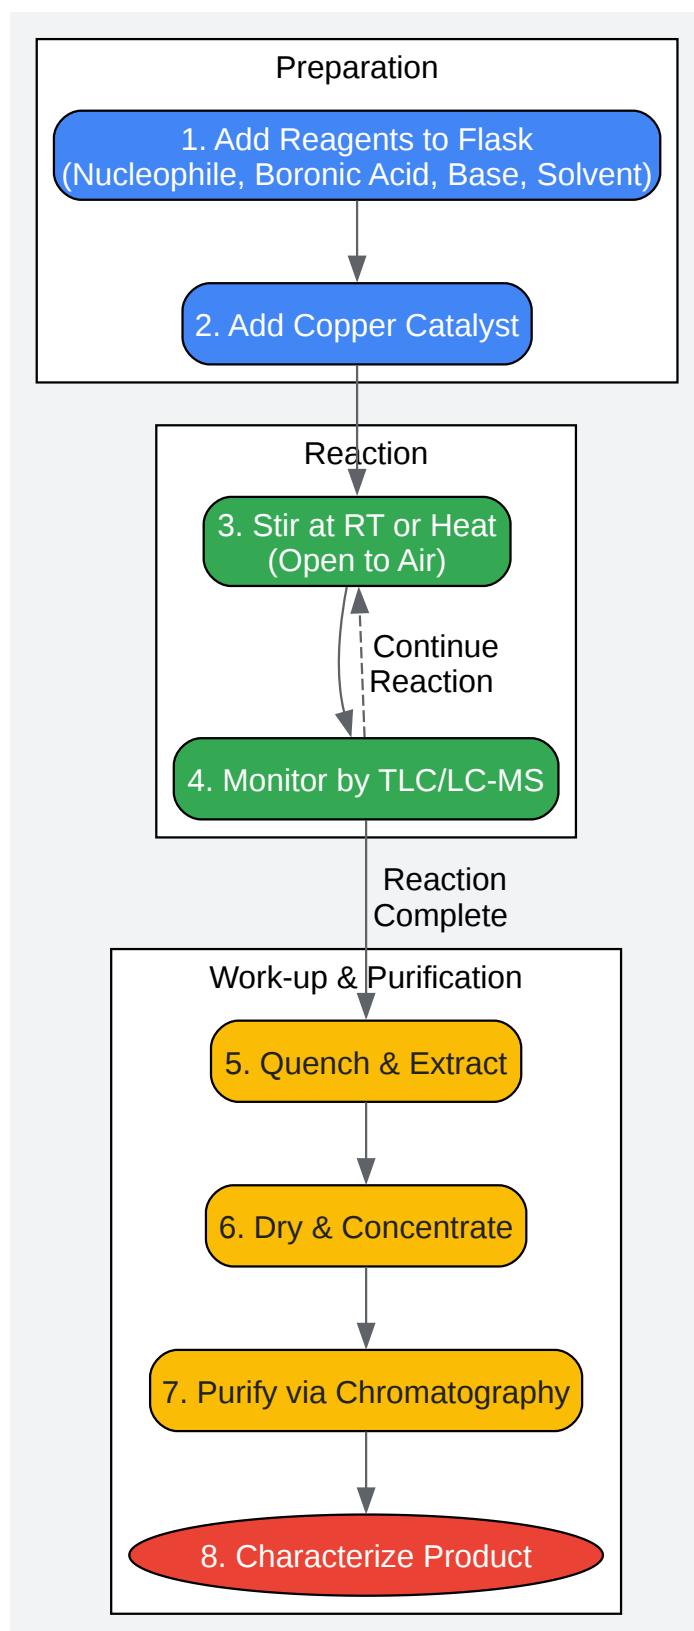 Preparation
1. Add Reagents to Flask
(Nucleophile, Boronic Acid, Base, Solvent)
2. Add Copper Catalyst
Reaction
3. Stir at RT or Heat
(Open to Air)
Continue
Reaction
4. Monitor by TLC/LC-MS
Reaction
Complete
Work-up & Purification
5. Quench & Extract
6. Dry & Concentrate
7. Purify via Chromatography
8. Characterize Product